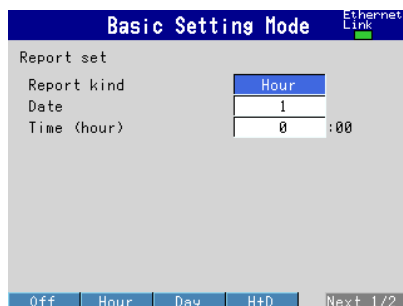 Basic Setting Mode
Ethernet
Link
Report set
Report kind Hour
Date 1
Time (hour) 0 :00
Off Hour Day H+D Next 1/2